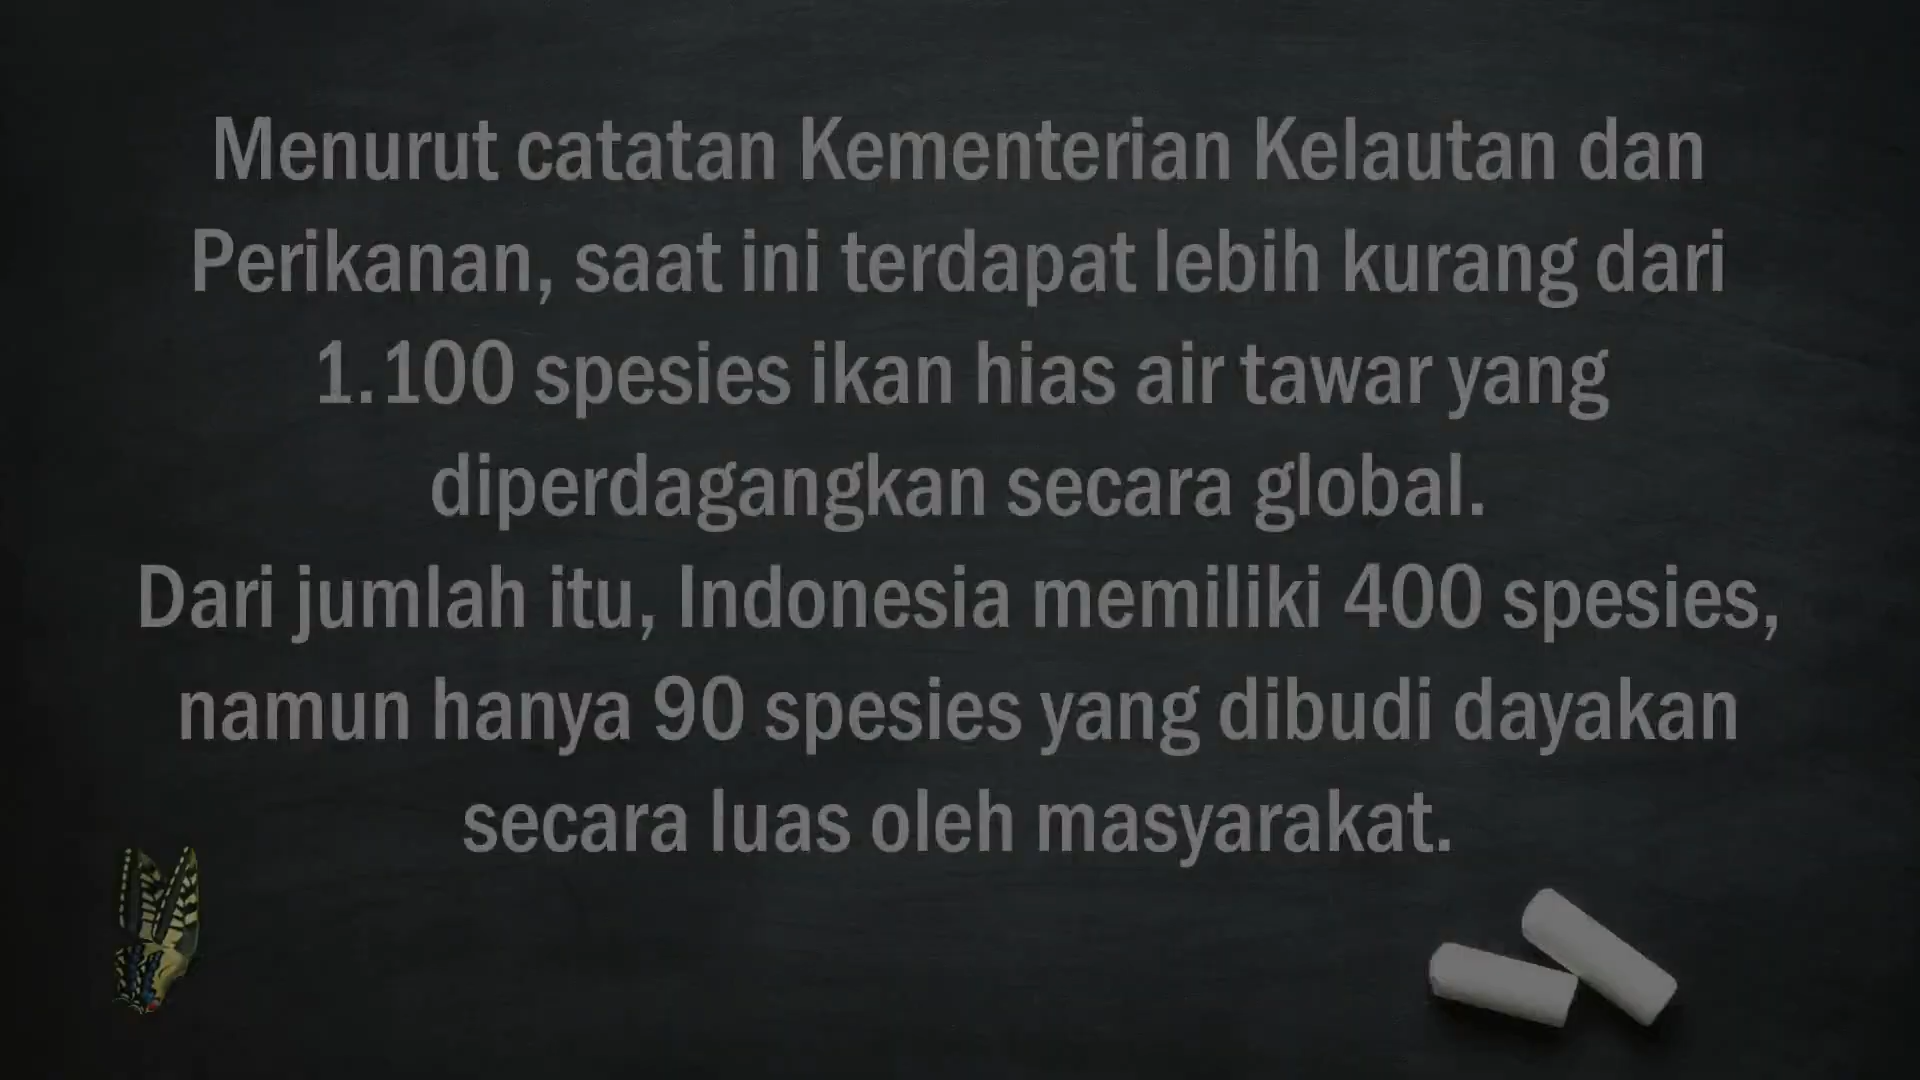 Menurut catatan Kementerian Kelautan dan
Perikanan, saat ini terdapat lebih kurang dari
1.100 spesies ikan hias air tawar yang
diperdagangkan secara global.
Dari jumlah itu, Indonesia memiliki 400 spesies,
namun hanya 90 spesies yang dibudi dayakan
secara luas oleh masyarakat.